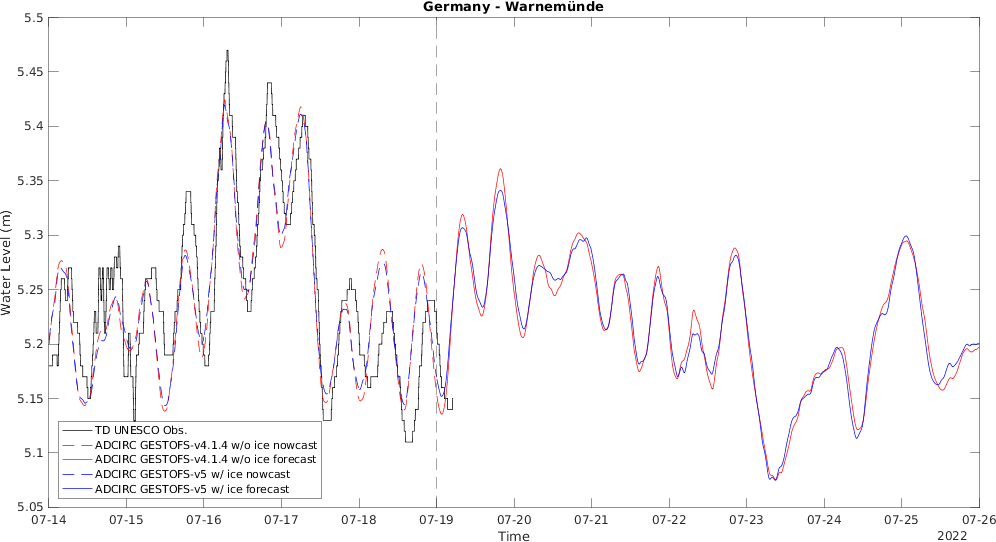 Germany - Warnemünde
5.5
5.45
5.4
5.35
5.3
5.25
5.2
5.15
5.1
5.05
Water Level (m)
TD UNESCO Obs.
ADCIRC GESTOFS-v4.1.4 w/o ice nowcast
ADCIRC GESTOFS-v4.1.4 w/o ice forecast
ADCIRC GESTOFS-v5 w/ ice nowcast
ADCIRC GESTOFS-v5 w/ ice forecast
07-14 07-15 07-16 07-17 07-18 07-19 07-20 07-21 07-22 07-23 07-24 07-25 07-26
Time
2022